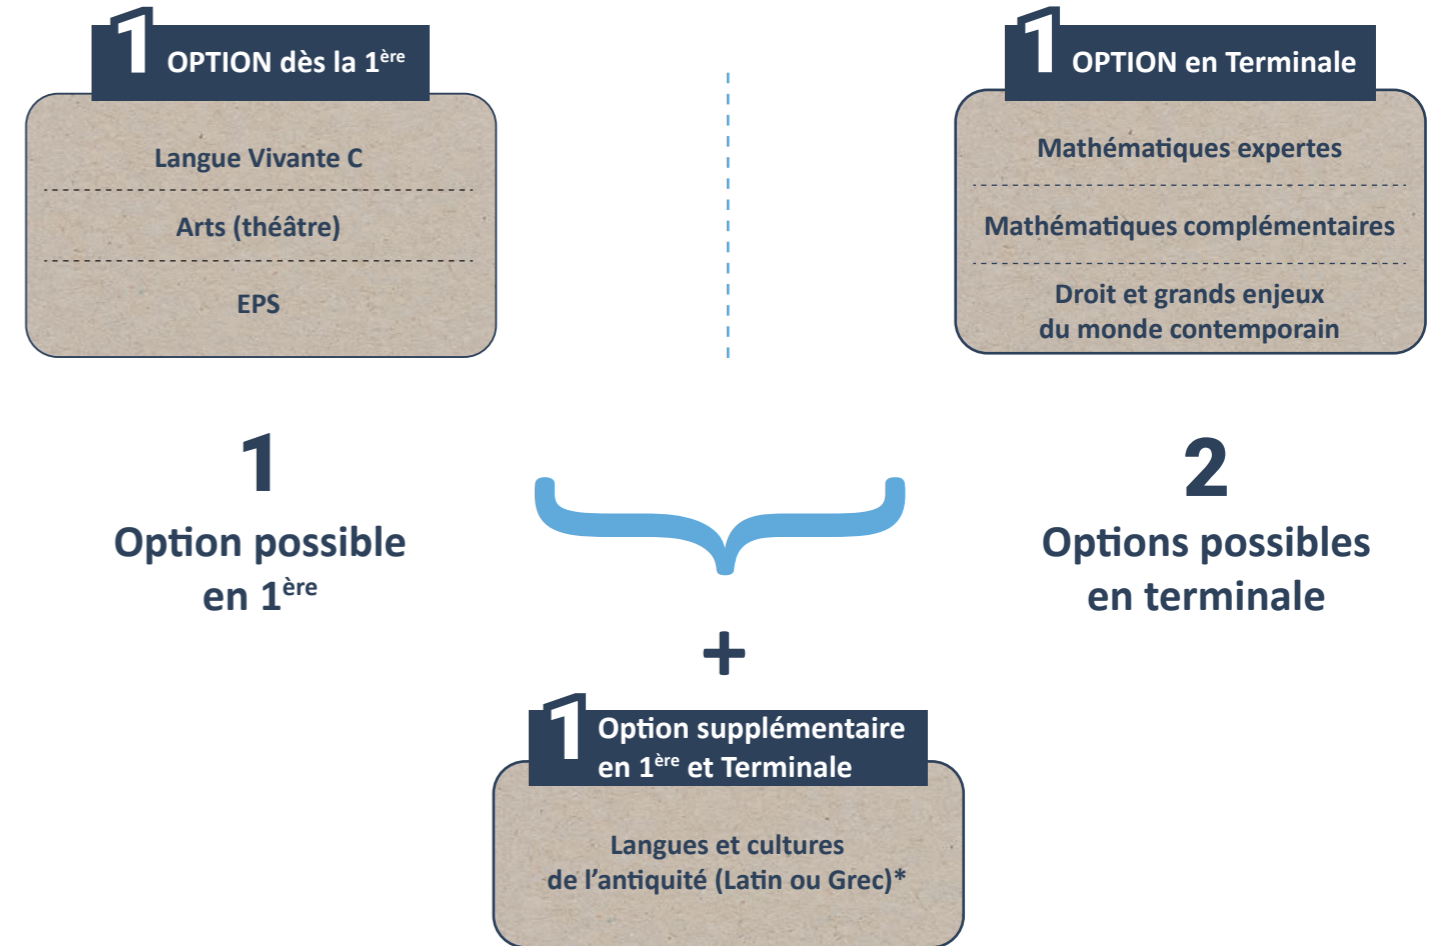 1 OPTION dès la 1ère
Langue Vivante C
Arts (théâtre)
EPS
1 OPTION en Terminale
Mathématiques expertes
Mathématiques complémentaires
Droit et grands enjeux
du monde contemporain
1
Option possible
en 1ère
2
Options possibles
en terminale
+
1 Option supplémentaire
en 1ère et Terminale
Langues et cultures
de l’antiquité (Latin ou Grec)*